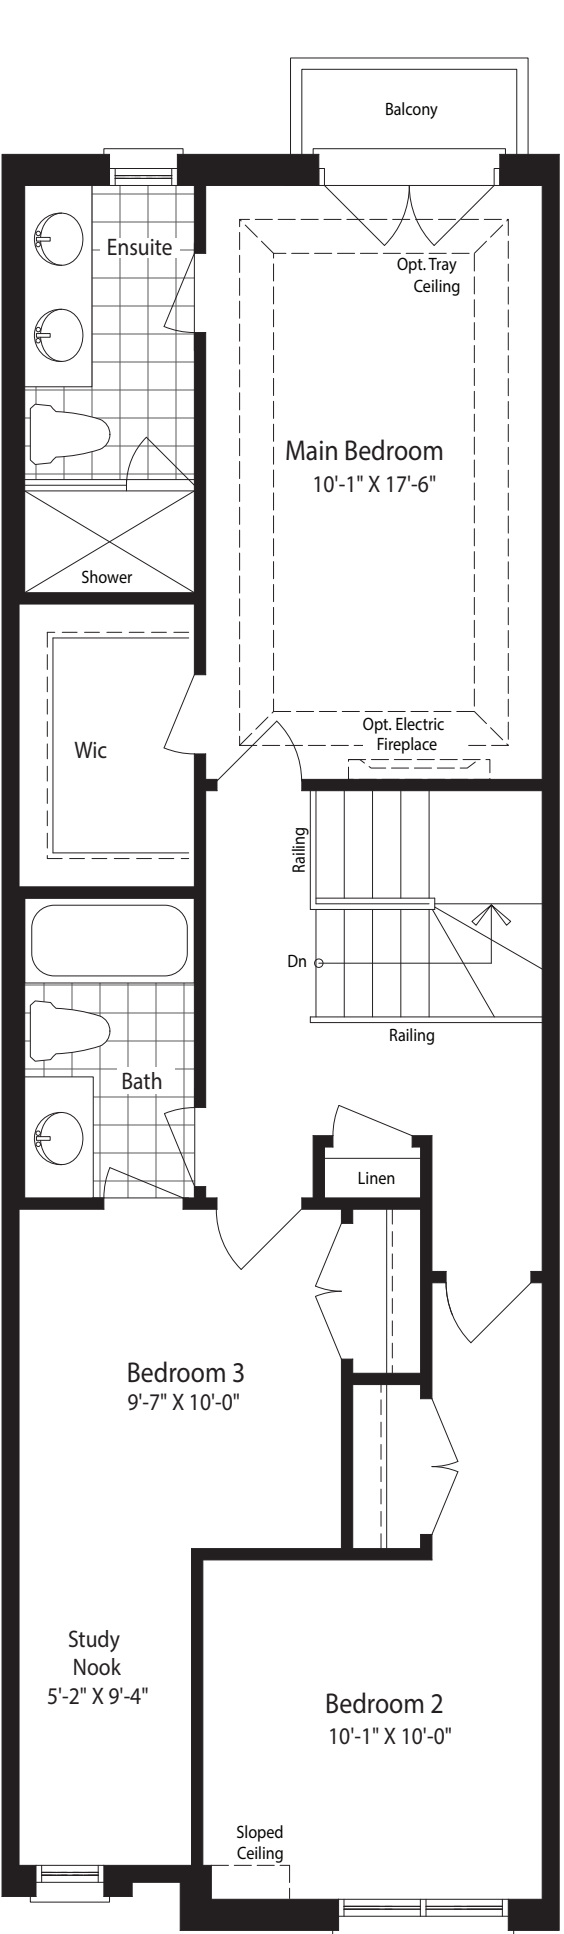 Balcony
Ensuite
Opt. Tray
Ceiling
Main Bedroom
10'-1" X 17'-6"
Shower
Opt. Electric
Fireplace
Wic
Railing
Dn
Railing
Bath
Linen
Bedroom 3
9'-7" X 10'-0"
Study
Nook
5'-2" X 9'-4"
Bedroom 2
10'-1" X 10'-0"
Sloped
Ceiling